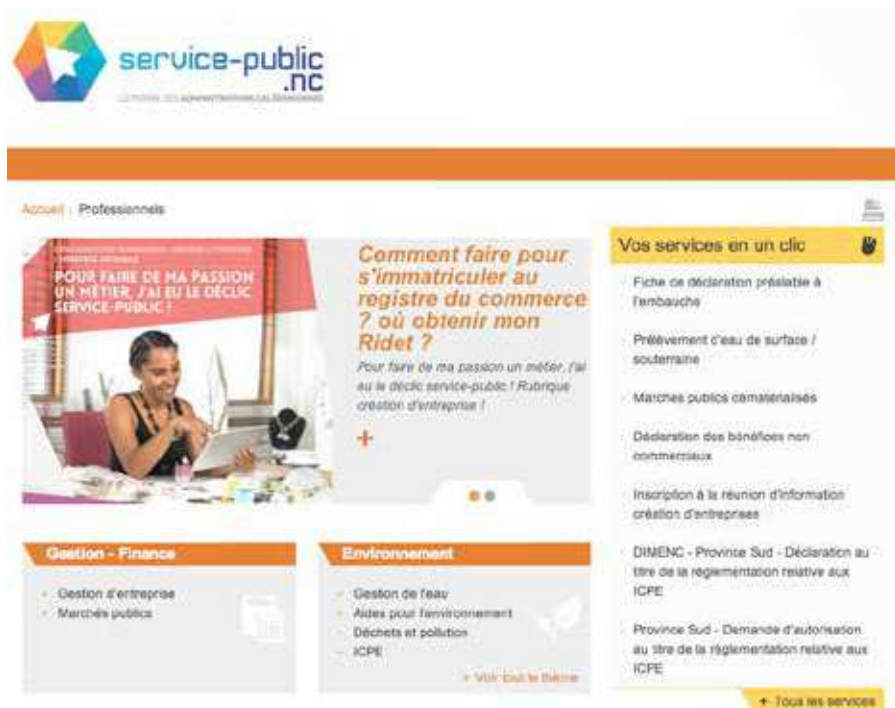 service-public
.nc
Accueil › Professionnels
POUR FAIRE DE MA PASSION
UN MÉTIER, J'AI EU LE DÉCLIC
SERVICE-PUBLIC !
Comment faire pour
s'immatriculer au
registre du commerce
? où obtenir mon
Ridet ?
Pour faire de ma passion un métier, j'ai
eu le déclic service-public ! Rubrique
création d'entreprise !
+
Gestion - Finance
Gestion d'entreprise
Marchés publics
Environnement
Gestion de l'eau
Aides pour l'environnement
Déchets et pollution
ICPE
+ Voir tout le thème
Vos services en un clic
Fiche de déclaration préalable à
l'embauche
Prélèvement d'eau de surface /
souterraine
Marchés publics dématérialisés
Déclaration des bénéfices non
commerciaux
Inscription à la réunion d'information
création d'entreprises
DIMENC - Province Sud - Déclaration au
titre de la réglementation relative aux
ICPE
Province Sud - Demande d'autorisation
au titre de la réglementation relative aux
ICPE
+ Tous les services